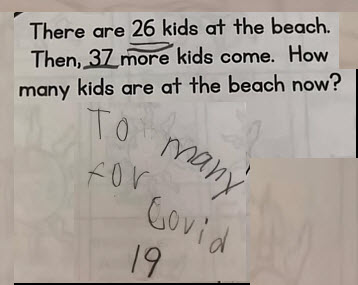 There are 26 kids at the beach.
Then, 37 more kids come. How
many kids are at the beach now?
To many
for
Covid
19